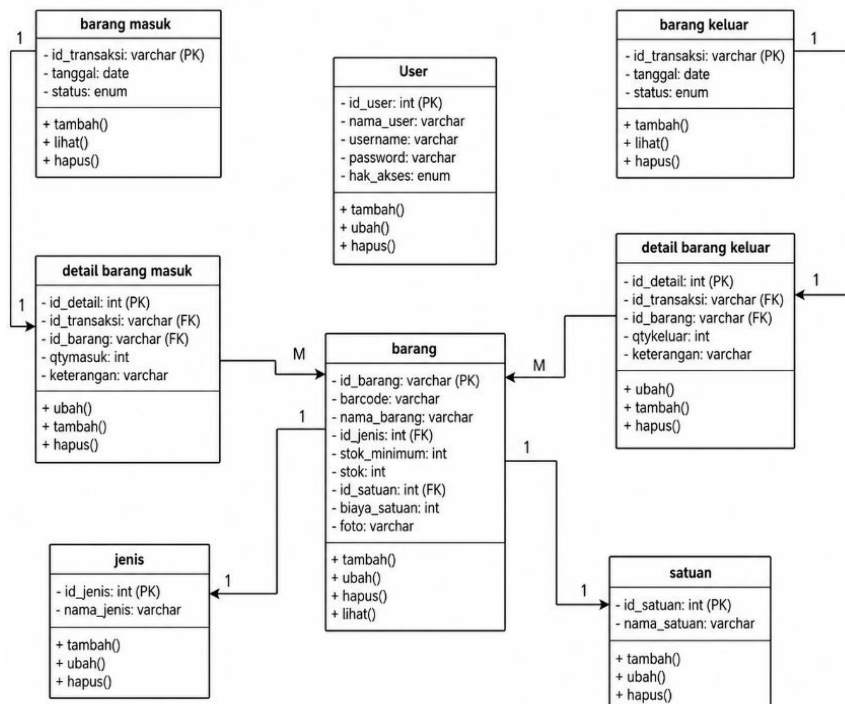 barang masuk
- id_transaksi: varchar (PK)
- tanggal: date
- status: enum
+ tambah()
+ lihat()
+ hapus()
1
1
User
- id_user: int (PK)
- nama_user: varchar
- username: varchar
- password: varchar
- hak_akses: enum
+ tambah()
+ ubah()
+ hapus()
barang keluar
- id_transaksi: varchar (PK)
- tanggal: date
- status: enum
+ tambah()
+ lihat()
+ hapus()
1
1
detail barang masuk
- id_detail: int (PK)
- id_transaksi: varchar (FK)
- id_barang: varchar (FK)
- qtymasuk: int
- keterangan: varchar
+ ubah()
+ tambah()
+ hapus()
M
detail barang keluar
- id_detail: int (PK)
- id_transaksi: varchar (FK)
- id_barang: varchar (FK)
- qtykeluar: int
- keterangan: varchar
+ ubah()
+ tambah()
+ hapus()
M
barang
- id_barang: varchar (PK)
- barcode: varchar
- nama_barang: varchar
- id_jenis: int (FK)
- stok_minimum: int
- stok: int
- id_satuan: int (FK)
- biaya_satuan: int
- foto: varchar
+ tambah()
+ ubah()
+ hapus()
+ lihat()
1
1
jenis
- id_jenis: int (PK)
- nama_jenis: varchar
+ tambah()
+ ubah()
+ hapus()
1
1
satuan
- id_satuan: int (PK)
- nama_satuan: varchar
+ tambah()
+ ubah()
+ hapus()